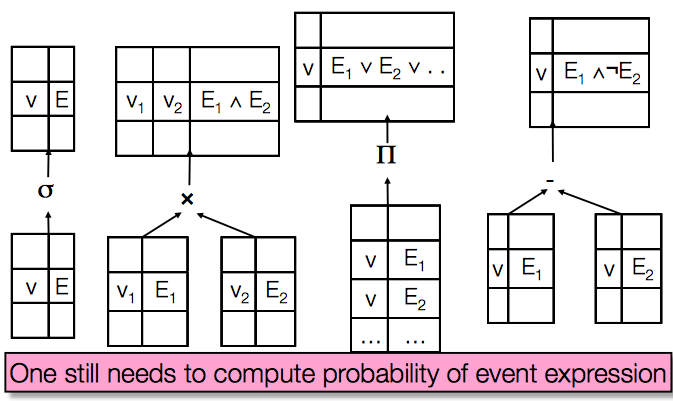 v E
σ
v E
v₁ v₂ E₁ ∧ E₂
×
v₁ E₁
v₂ E₂
v E₁ ∨ E₂ ∨ . .
Π
v E₁
v E₂
... ...
v E₁ ∧¬E₂
-
v E₁
v E₂
One still needs to compute probability of event expression